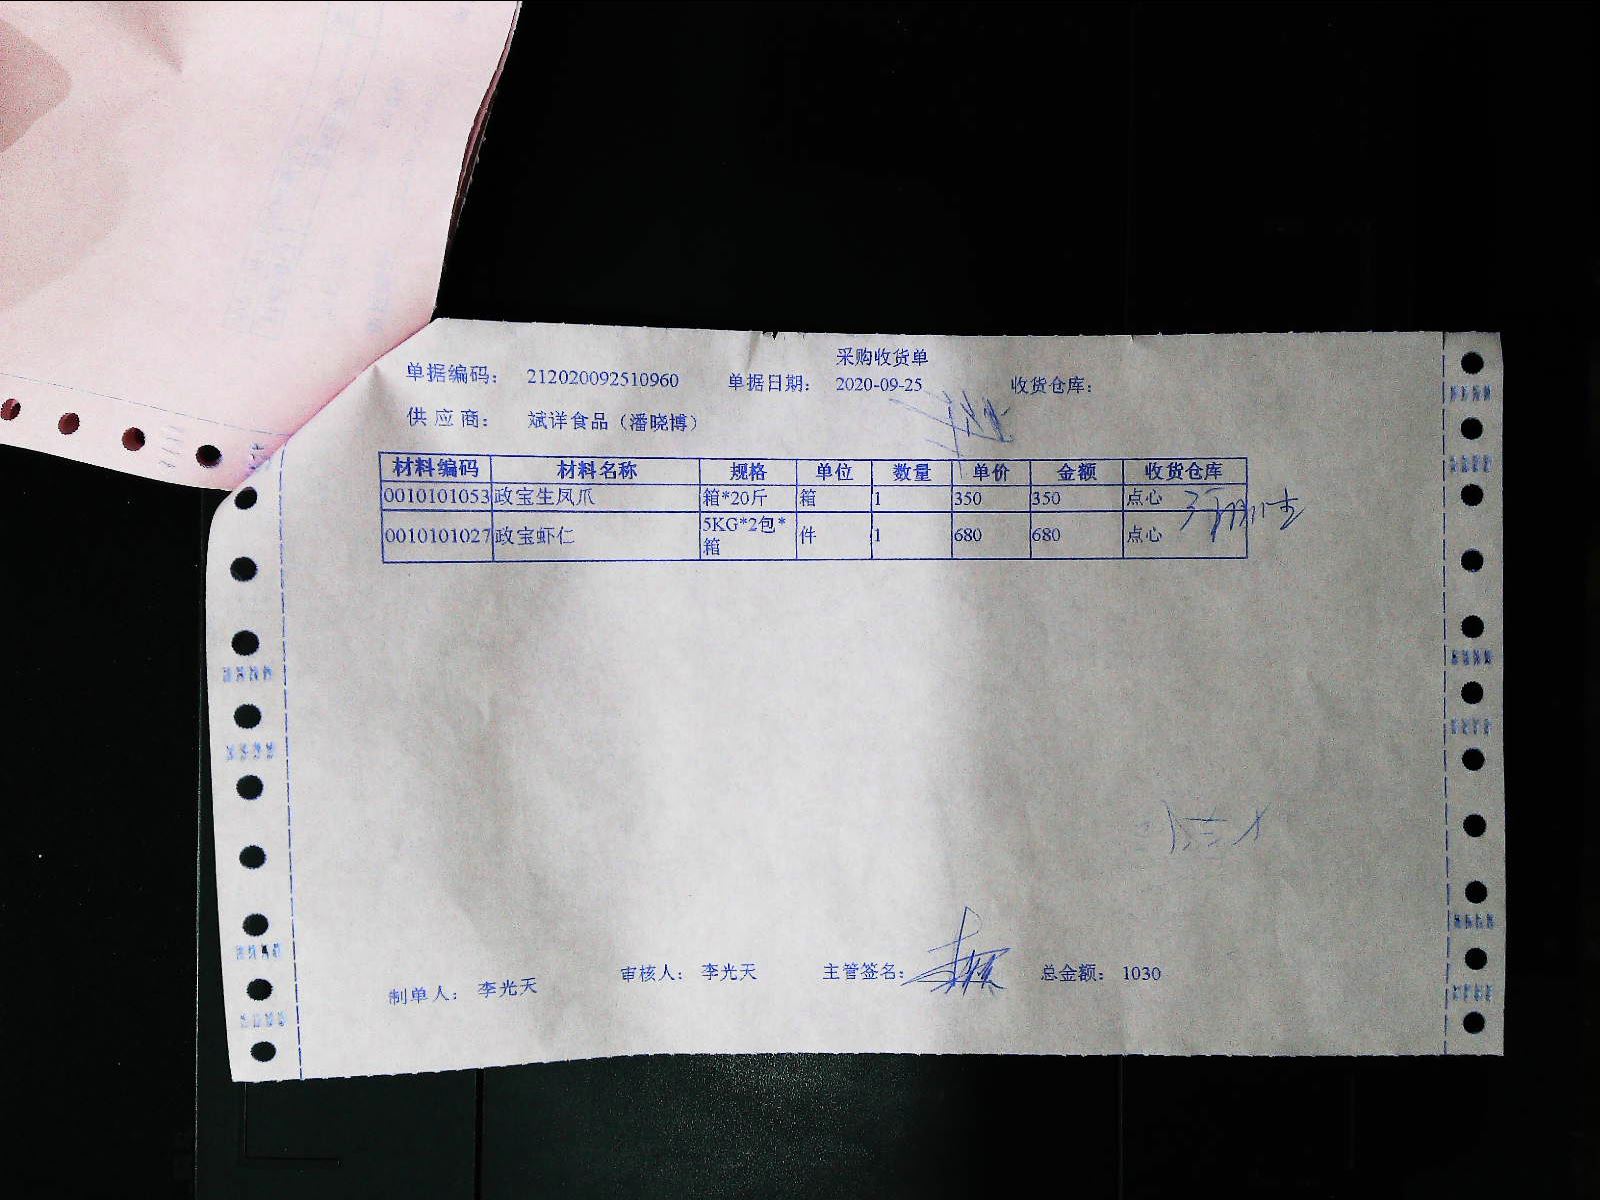 采购收货单
单据编码： 212020092510960 单据日期： 2020-09-25 收货仓库：
供 应 商： 斌详食品（潘晓博）
材料编码 材料名称 规格 单位 数量 单价 金额 收货仓库
0010101053 政宝生凤爪 箱*20斤 箱 1 350 350 点心
0010101027 政宝虾仁 5KG*2包*箱 件 1 680 680 点心
制单人： 李光天 审核人： 李光天 主管签名： 总金额： 1030